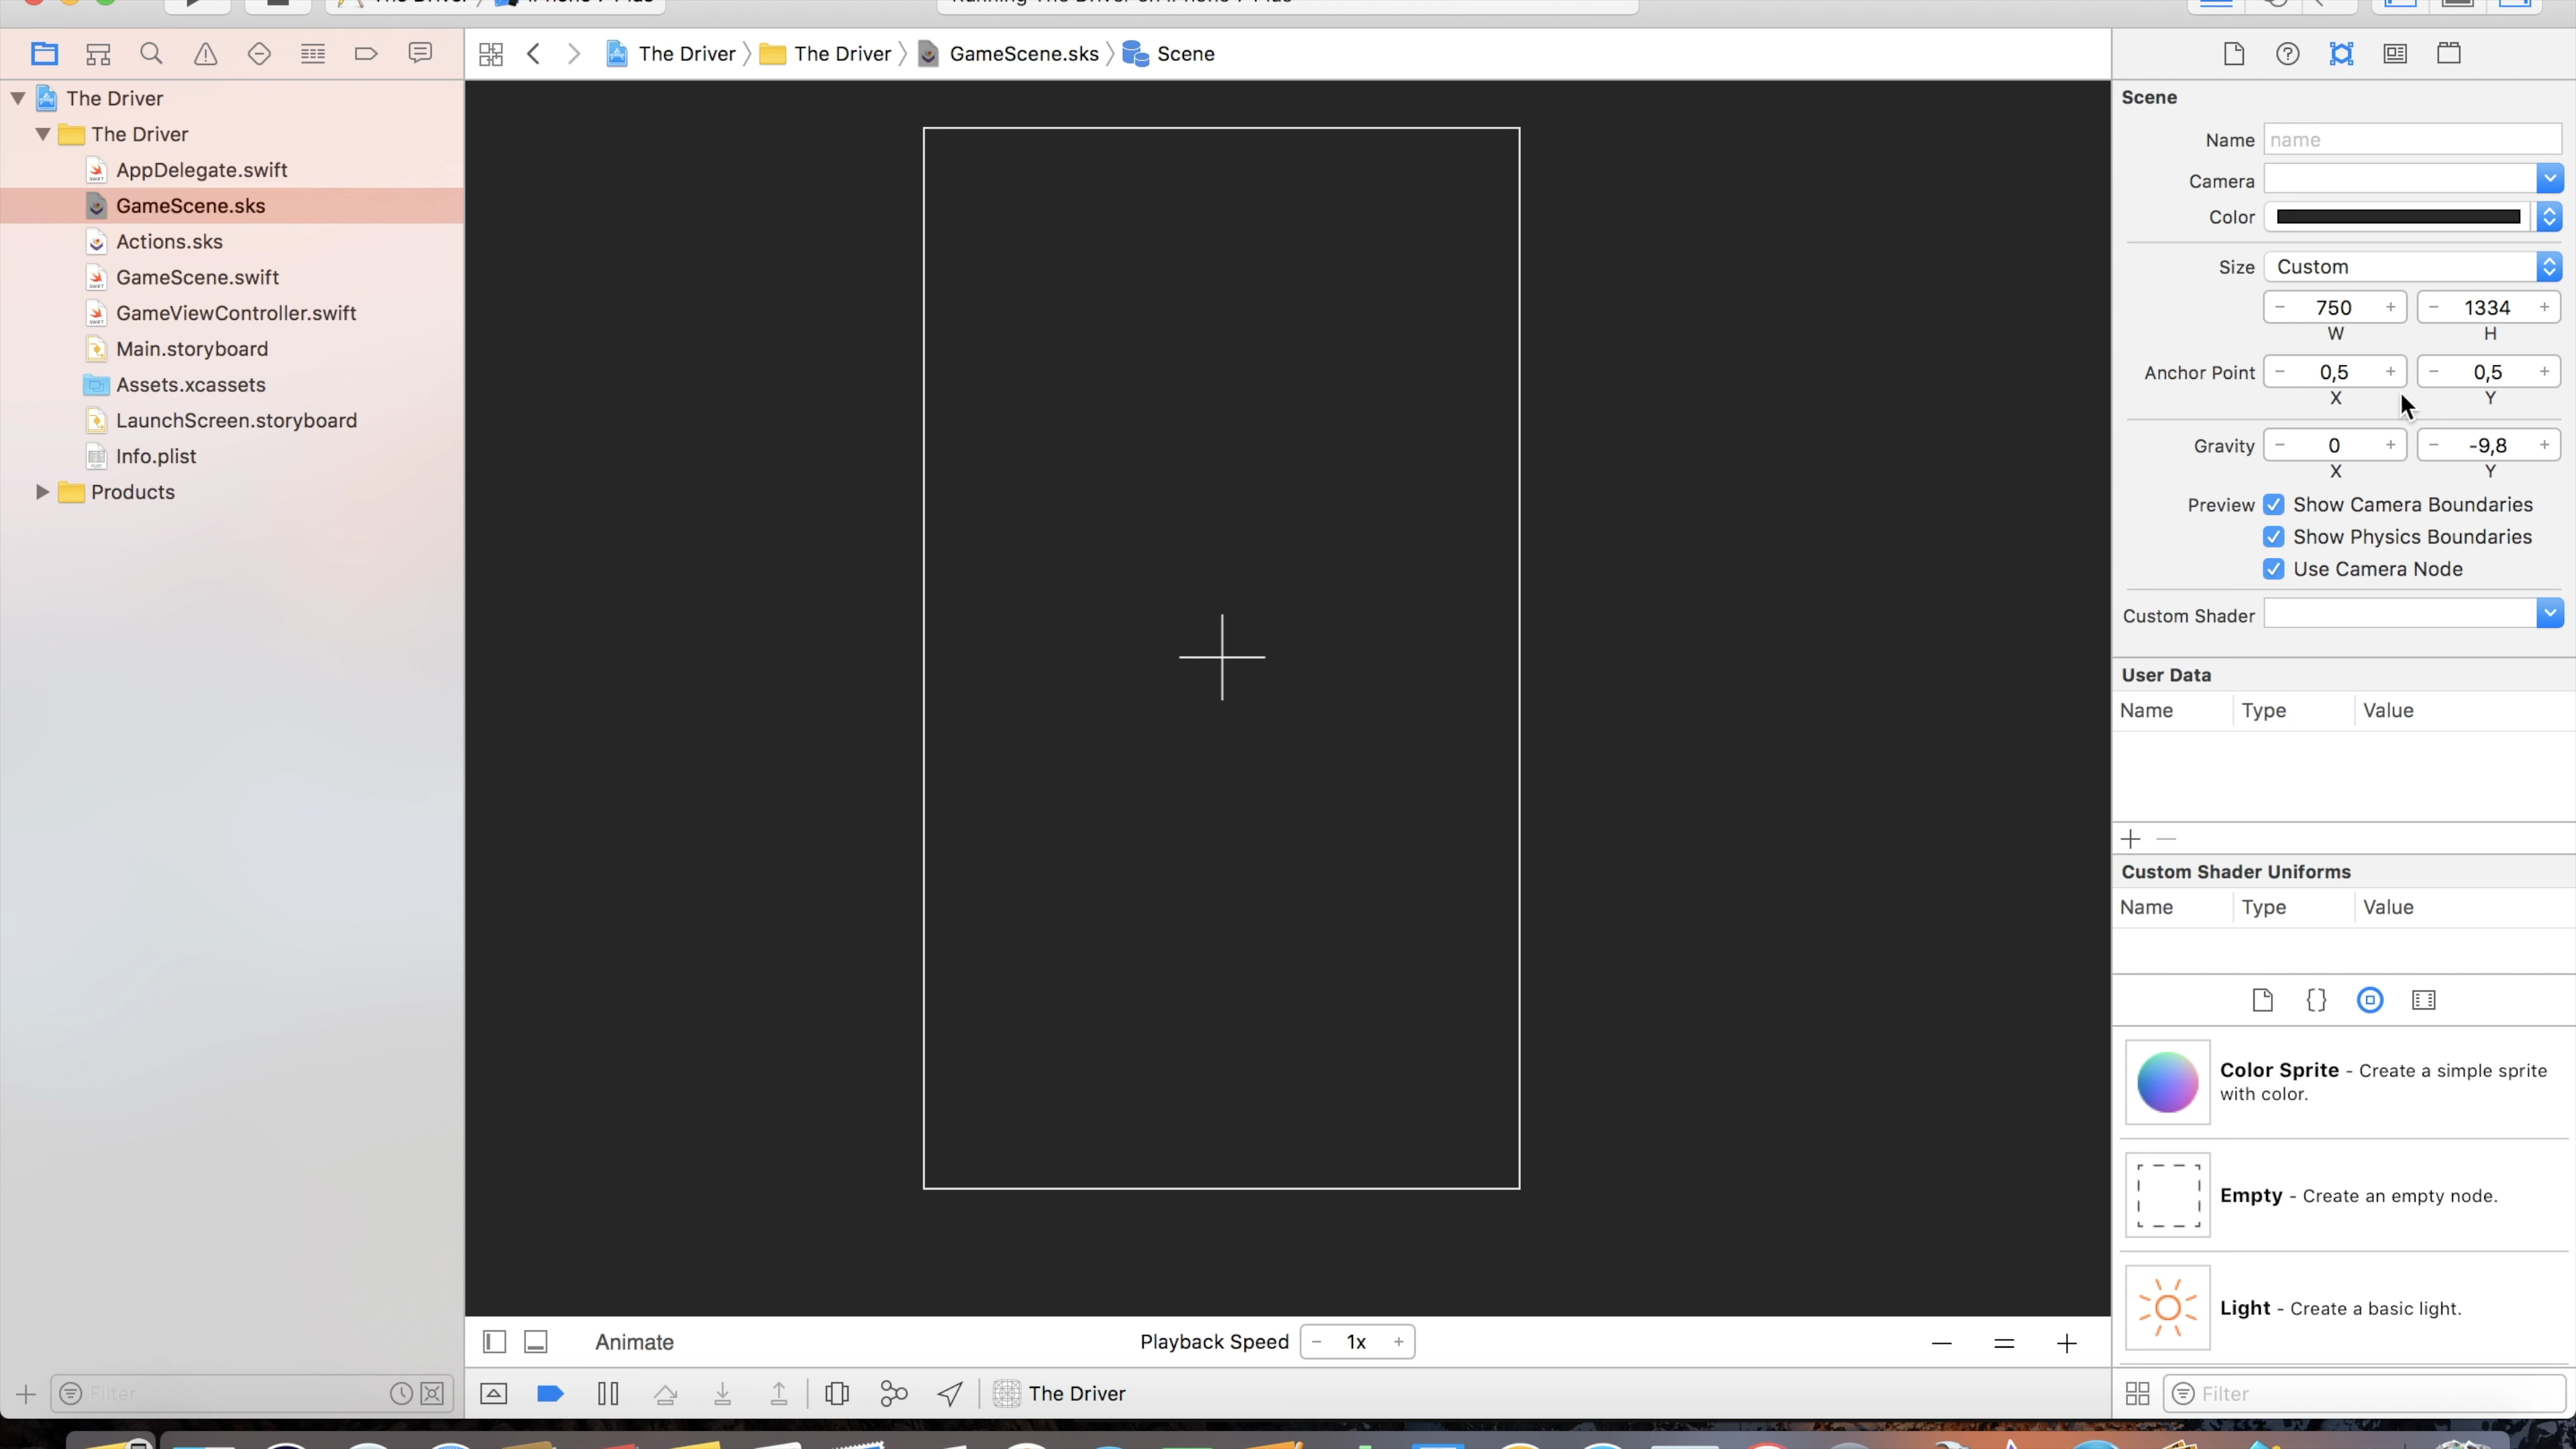 The Driver 〉 The Driver 〉 GameScene.sks 〉 Scene
The Driver
The Driver
AppDelegate.swift
GameScene.sks
Actions.sks
GameScene.swift
GameViewController.swift
Main.storyboard
Assets.xcassets
LaunchScreen.storyboard
Info.plist
Products
Filter
Animate
Playback Speed − 1x +
The Driver
Scene
Name name
Camera
Color
Size Custom
− 750 + − 1334 +
W H
Anchor Point − 0,5 + − 0,5 +
X Y
Gravity − 0 + − -9,8 +
X Y
Preview Show Camera Boundaries
Show Physics Boundaries
Use Camera Node
Custom Shader
User Data
Name Type Value
Custom Shader Uniforms
Name Type Value
Color Sprite - Create a simple sprite
with color.
Empty - Create an empty node.
Light - Create a basic light.
Filter